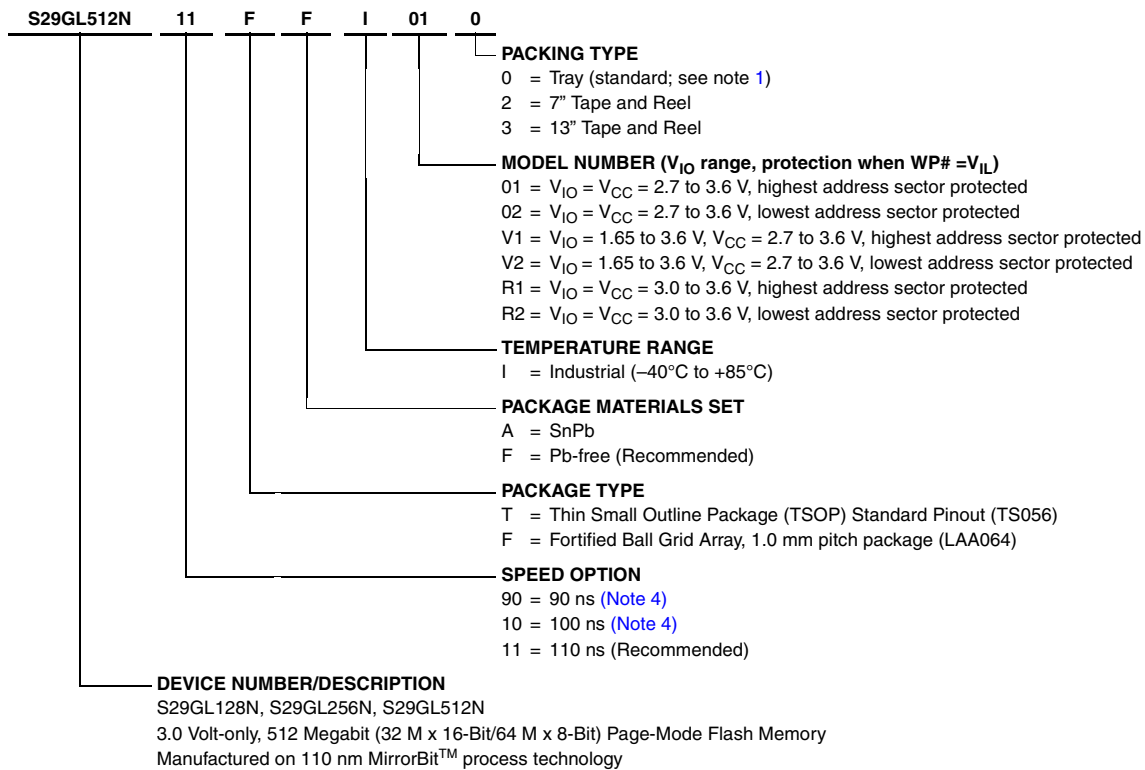 S29GL512N 11 F F I 01 0
PACKING TYPE
0 = Tray (standard; see note 1)
2 = 7” Tape and Reel
3 = 13” Tape and Reel
MODEL NUMBER (VIO range, protection when WP# =VIL)
01 = VIO = VCC = 2.7 to 3.6 V, highest address sector protected
02 = VIO = VCC = 2.7 to 3.6 V, lowest address sector protected
V1 = VIO = 1.65 to 3.6 V, VCC = 2.7 to 3.6 V, highest address sector protected
V2 = VIO = 1.65 to 3.6 V, VCC = 2.7 to 3.6 V, lowest address sector protected
R1 = VIO = VCC = 3.0 to 3.6 V, highest address sector protected
R2 = VIO = VCC = 3.0 to 3.6 V, lowest address sector protected
TEMPERATURE RANGE
I = Industrial (–40°C to +85°C)
PACKAGE MATERIALS SET
A = SnPb
F = Pb-free (Recommended)
PACKAGE TYPE
T = Thin Small Outline Package (TSOP) Standard Pinout (TS056)
F = Fortified Ball Grid Array, 1.0 mm pitch package (LAA064)
SPEED OPTION
90 = 90 ns (Note 4)
10 = 100 ns (Note 4)
11 = 110 ns (Recommended)
DEVICE NUMBER/DESCRIPTION
S29GL128N, S29GL256N, S29GL512N
3.0 Volt-only, 512 Megabit (32 M x 16-Bit/64 M x 8-Bit) Page-Mode Flash Memory
Manufactured on 110 nm MirrorBit™ process technology